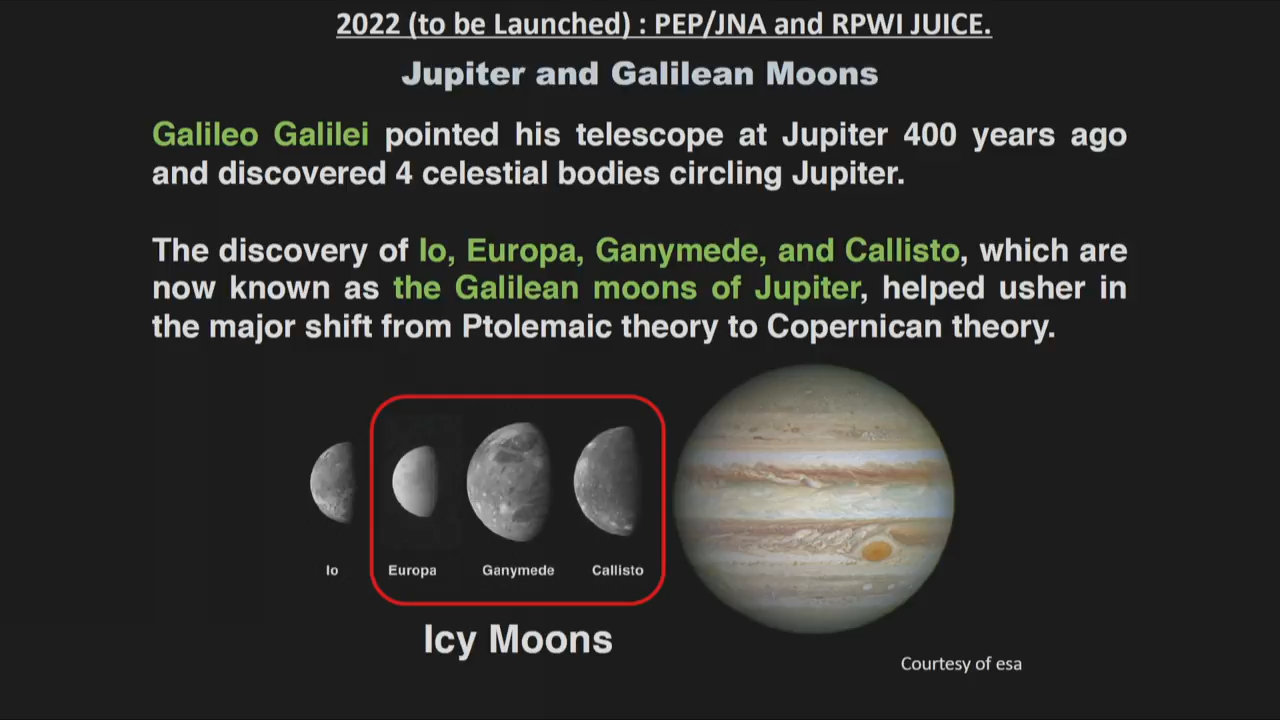 2022 (to be Launched) : PEP/JNA and RPWI JUICE.
Jupiter and Galilean Moons
Galileo Galilei pointed his telescope at Jupiter 400 years ago
and discovered 4 celestial bodies circling Jupiter.
The discovery of Io, Europa, Ganymede, and Callisto, which are
now known as the Galilean moons of Jupiter, helped usher in
the major shift from Ptolemaic theory to Copernican theory.
Io
Europa
Ganymede
Callisto
Icy Moons
Courtesy of esa